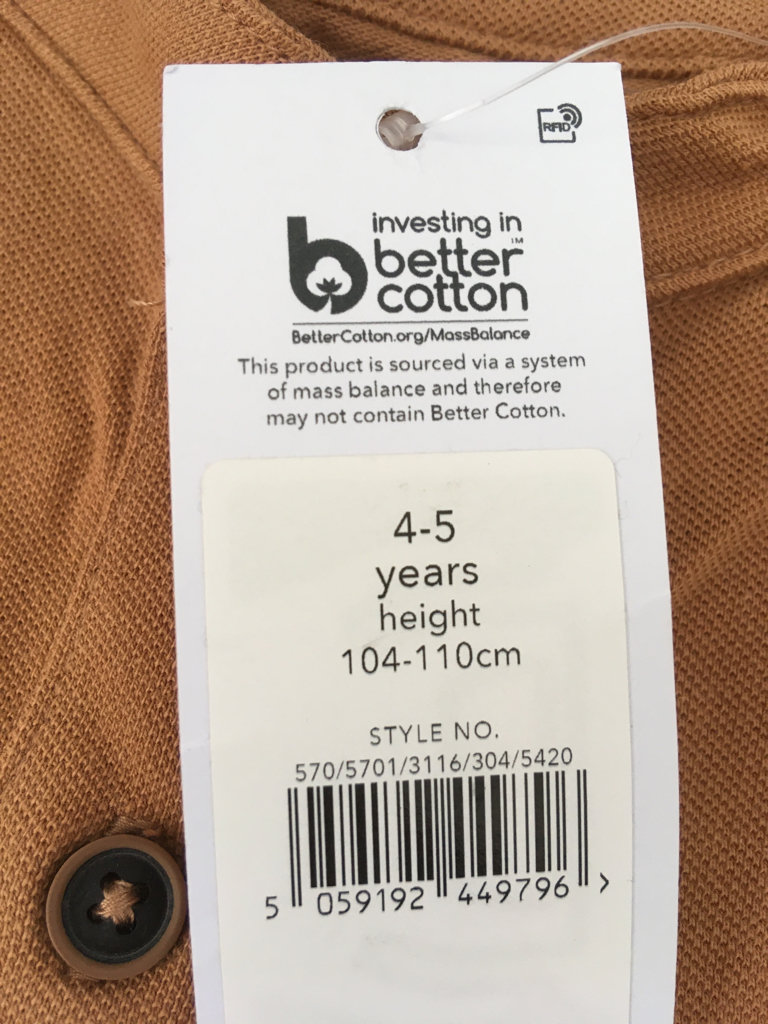 RFID
investing in
better™
cotton
BetterCotton.org/MassBalance
This product is sourced via a system
of mass balance and therefore
may not contain Better Cotton.
4-5
years
height
104-110cm
STYLE NO.
570/5701/3116/304/5420
5 059192 449796 >